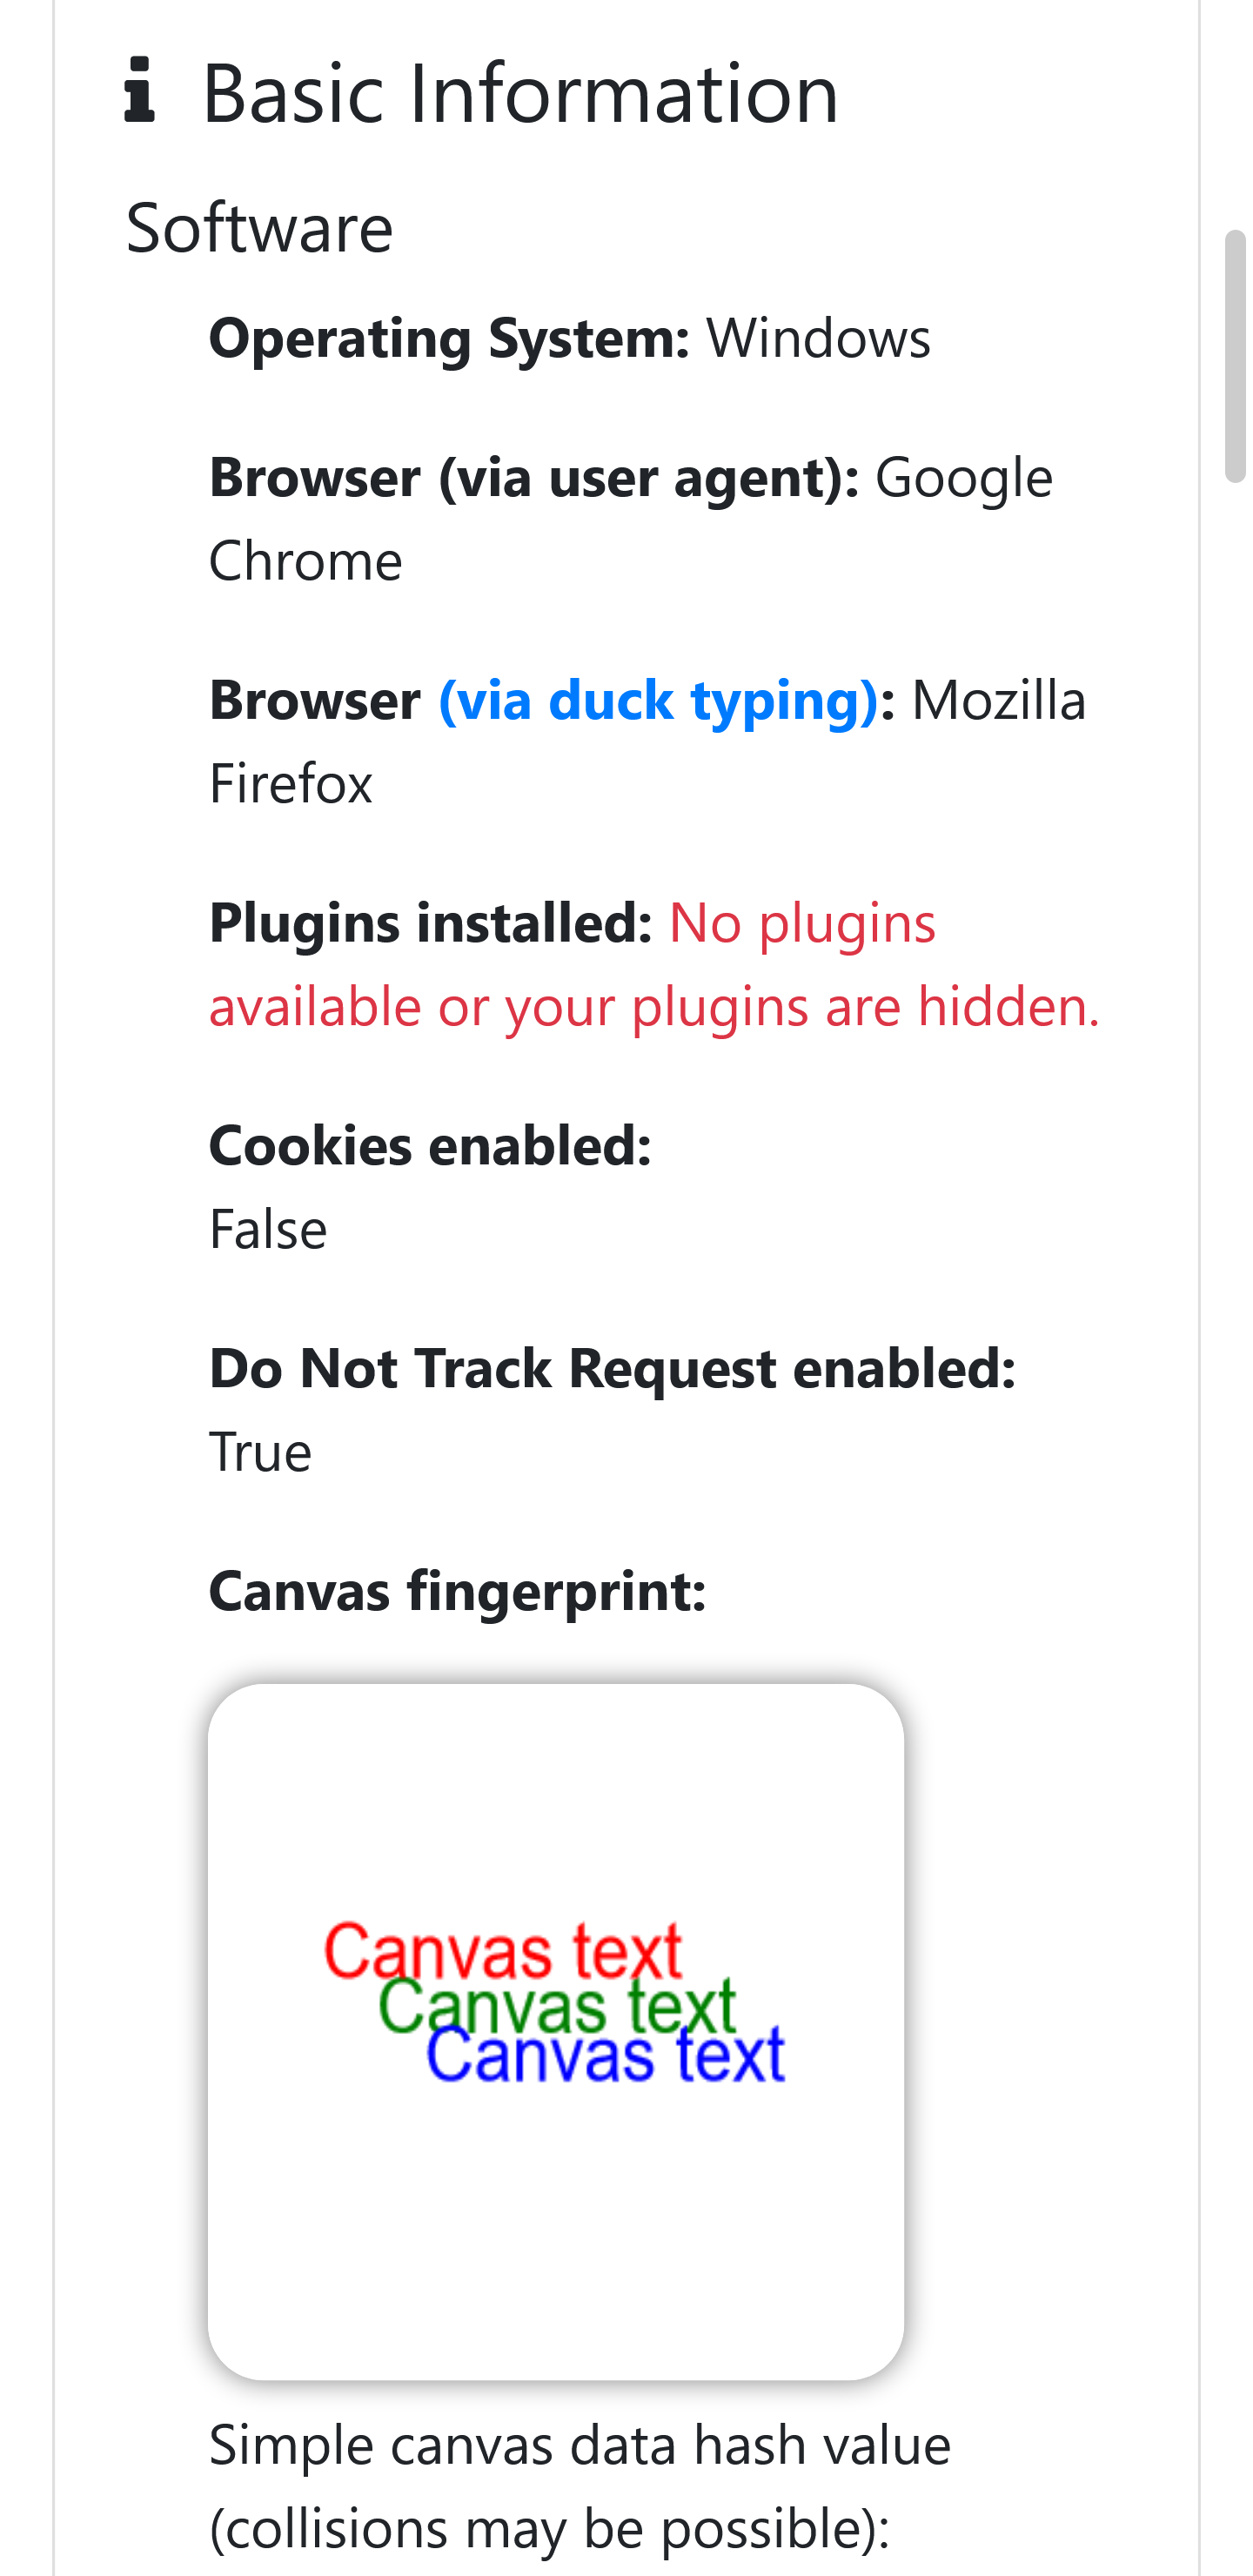 Basic Information
Software
Operating System: Windows
Browser (via user agent): Google
Chrome
Browser (via duck typing): Mozilla
Firefox
Plugins installed: No plugins
available or your plugins are hidden.
Cookies enabled:
False
Do Not Track Request enabled:
True
Canvas fingerprint:
Canvas text
Canvas text
Canvas text
Simple canvas data hash value
(collisions may be possible):